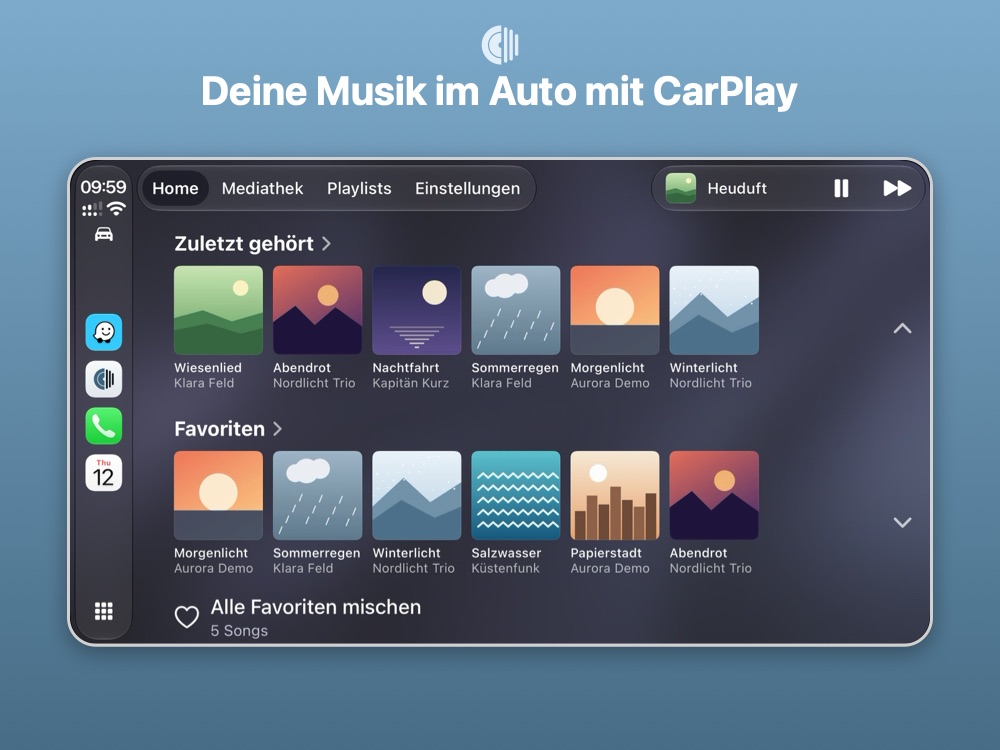 Deine Musik im Auto mit CarPlay
09:59
Home Mediathek Playlists Einstellungen
Heuduft
Zuletzt gehört
Wiesenlied Abendrot Nachtfahrt Sommerregen Morgenlicht Winterlicht
Klara Feld Nordlicht Trio Kapitän Kurz Klara Feld Aurora Demo Nordlicht Trio
Favoriten
Thu
12
Morgenlicht Sommerregen Winterlicht Salzwasser Papierstadt Abendrot
Aurora Demo Klara Feld Nordlicht Trio Küstenfunk Aurora Demo Nordlicht Trio
Alle Favoriten mischen
5 Songs